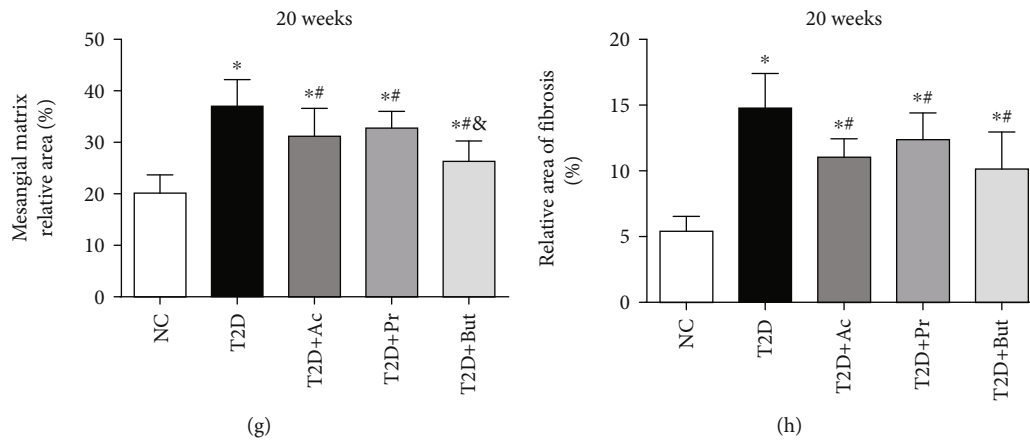 20 weeks
Mesangial matrix
relative area (%)
50
40
30
20
10
0
*
*#
*#
*#&
NC
T2D
T2D+Ac
T2D+Pr
T2D+But
(g)
20 weeks
Relative area of fibrosis
(%)
20
15
10
5
0
*
*#
*#
*#
NC
T2D
T2D+Ac
T2D+Pr
T2D+But
(h)